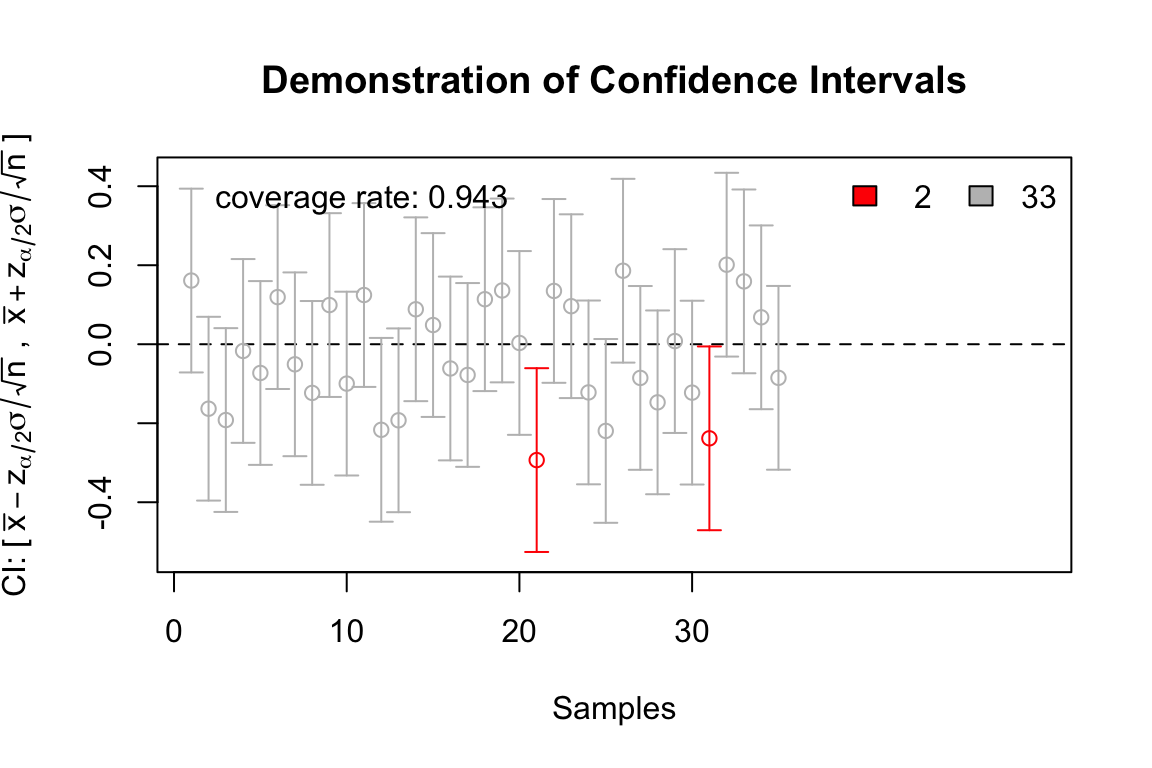 Demonstration of Confidence Intervals
coverage rate: 0.943
2 33
CI: [ x̅ − zα/2σ/√n , x̅ + zα/2σ/√n ]
0.4
0.2
0.0
-0.4
0 10 20 30
Samples